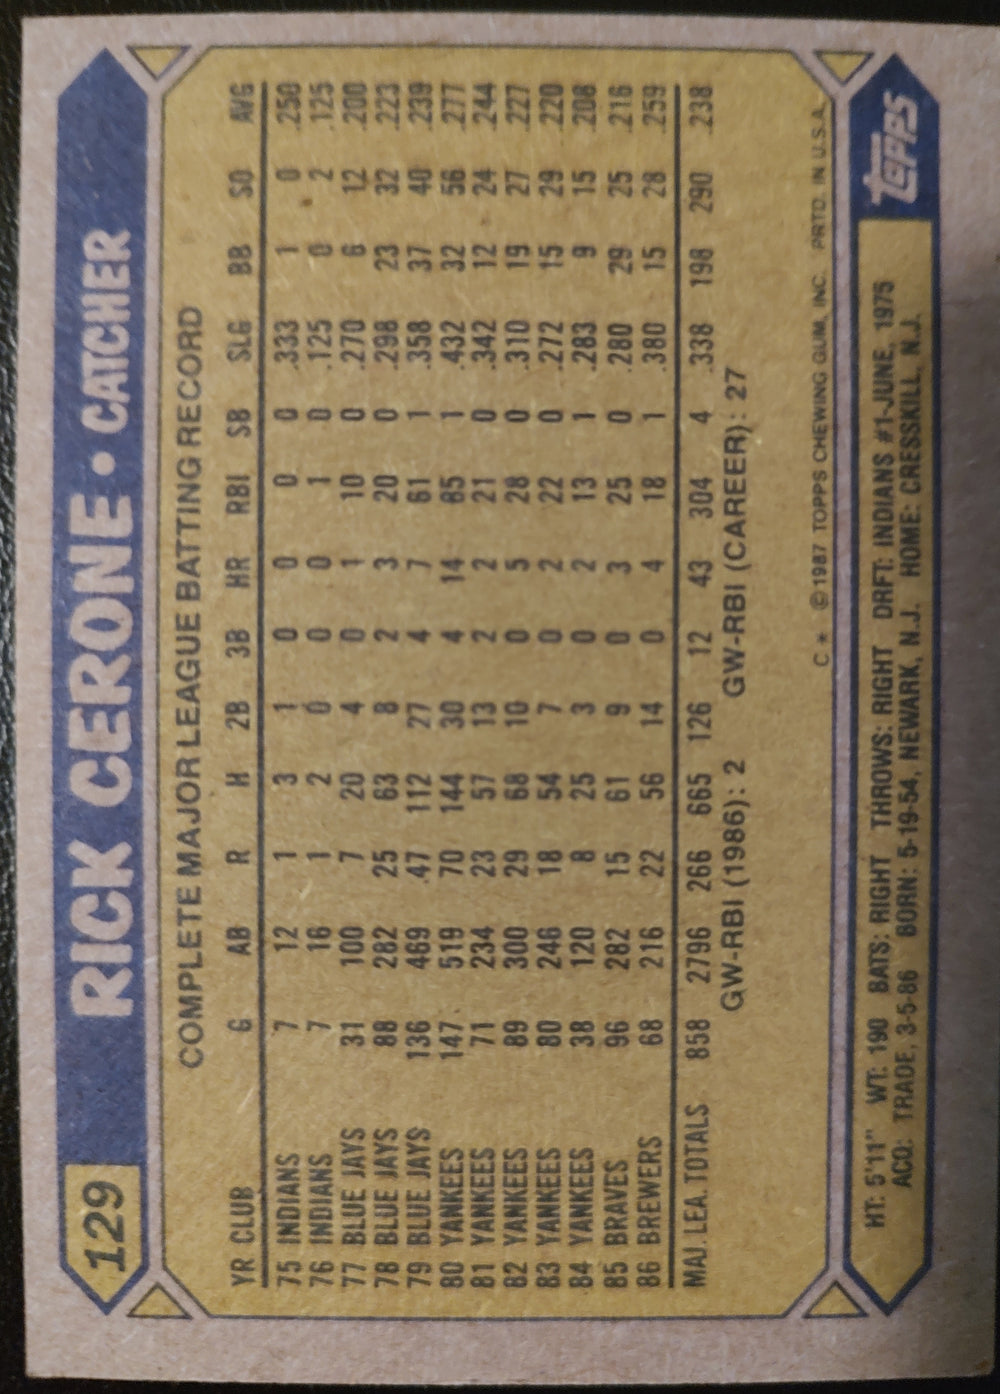 129 RICK CERONE • CATCHER
COMPLETE MAJOR LEAGUE BATTING RECORD
YR CLUB G AB R H 2B 3B HR RBI SB SLG BB SO AVG
75 INDIANS 7 12 1 3 1 0 0 0 0 .333 1 0 .250
76 INDIANS 7 16 1 2 0 0 0 1 0 .125 0 2 .125
77 BLUE JAYS 31 100 7 20 4 0 1 10 0 .270 6 12 .200
78 BLUE JAYS 88 282 25 63 8 2 3 20 0 .298 23 32 .223
79 BLUE JAYS 136 469 47 112 27 4 7 61 1 .358 37 40 .239
80 YANKEES 147 519 70 144 30 4 14 85 1 .432 32 56 .277
81 YANKEES 71 234 23 57 13 2 2 21 0 .342 12 24 .244
82 YANKEES 89 300 29 68 10 0 5 28 0 .310 19 27 .227
83 YANKEES 80 246 18 54 7 0 2 22 0 .272 15 29 .220
84 YANKEES 38 120 8 25 3 0 2 13 1 .283 9 15 .208
85 BRAVES 96 282 15 61 9 0 3 25 0 .280 29 25 .216
86 BREWERS 68 216 22 56 14 0 4 18 1 .380 15 28 .259
MAJ. LEA. TOTALS 858 2796 266 665 126 12 43 304 4 .338 198 290 .238
GW-RBI (1986): 2 GW-RBI (CAREER): 27
C* ©1987 TOPPS CHEWING GUM, INC. PRTD. IN U.S.A.
HT: 5'11" WT: 190 BATS: RIGHT THROWS: RIGHT DRFT: INDIANS #1-JUNE, 1975
ACQ: TRADE, 3-5-86 BORN: 5-19-54, NEWARK, N.J. HOME: CRESSKILL, N.J.
TOPPS